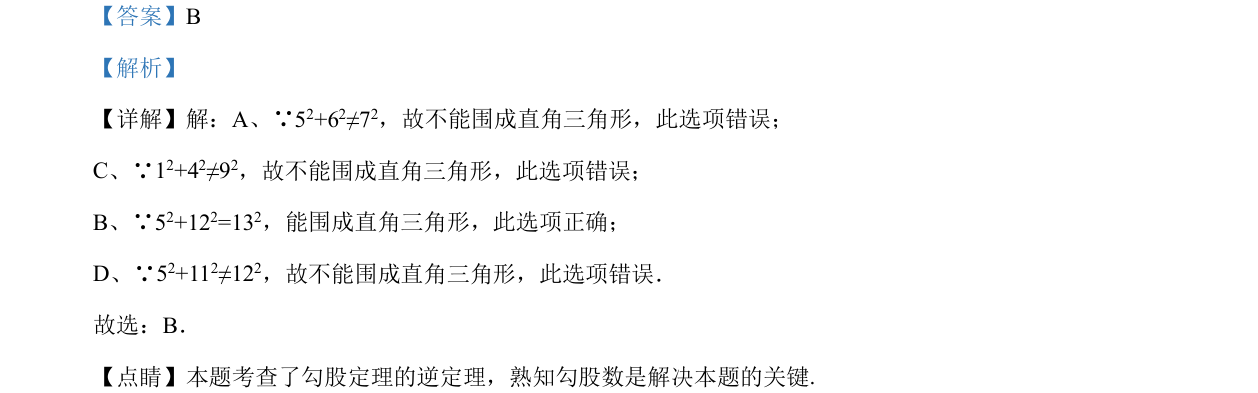 【答案】B
【解析】
【详解】解：A、∵5²+6²≠7²，故不能围成直角三角形，此选项错误；
C、∵1²+4²≠9²，故不能围成直角三角形，此选项错误；
B、∵5²+12²=13²，能围成直角三角形，此选项正确；
D、∵5²+11²≠12²，故不能围成直角三角形，此选项错误．
故选：B．
【点睛】本题考查了勾股定理的逆定理，熟知勾股数是解决本题的关键.